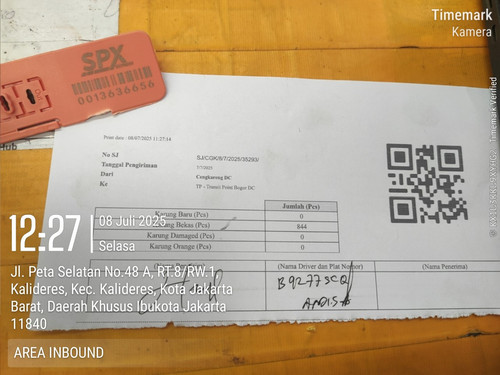 Timemark
Kamera
SPX
0013636656
Hub
Print date : 08/07/2025 11:27:14
No SJ
Tanggal Pengiriman
Dari Cengkareng DC
Ke TP - Transit Point Bogor DC
Jumlah (Pcs)
Karung Baru (Pcs) 0
Karung Bekas (Pcs) 844
Karung Damaged (Pcs) 0
Karung Orange (Pcs) 0
(Nama Driver dan Plat Nomor) (Nama Penerima)
B9277SCQ
ANDIS
12:27
08 Juli 2025
Selasa
Jl. Peta Selatan No.48 A, RT.8/RW.1,
Kalideres, Kec. Kalideres, Kota Jakarta
Barat, Daerah Khusus Ibukota Jakarta
11840
AREA INBOUND
Timemark Verified